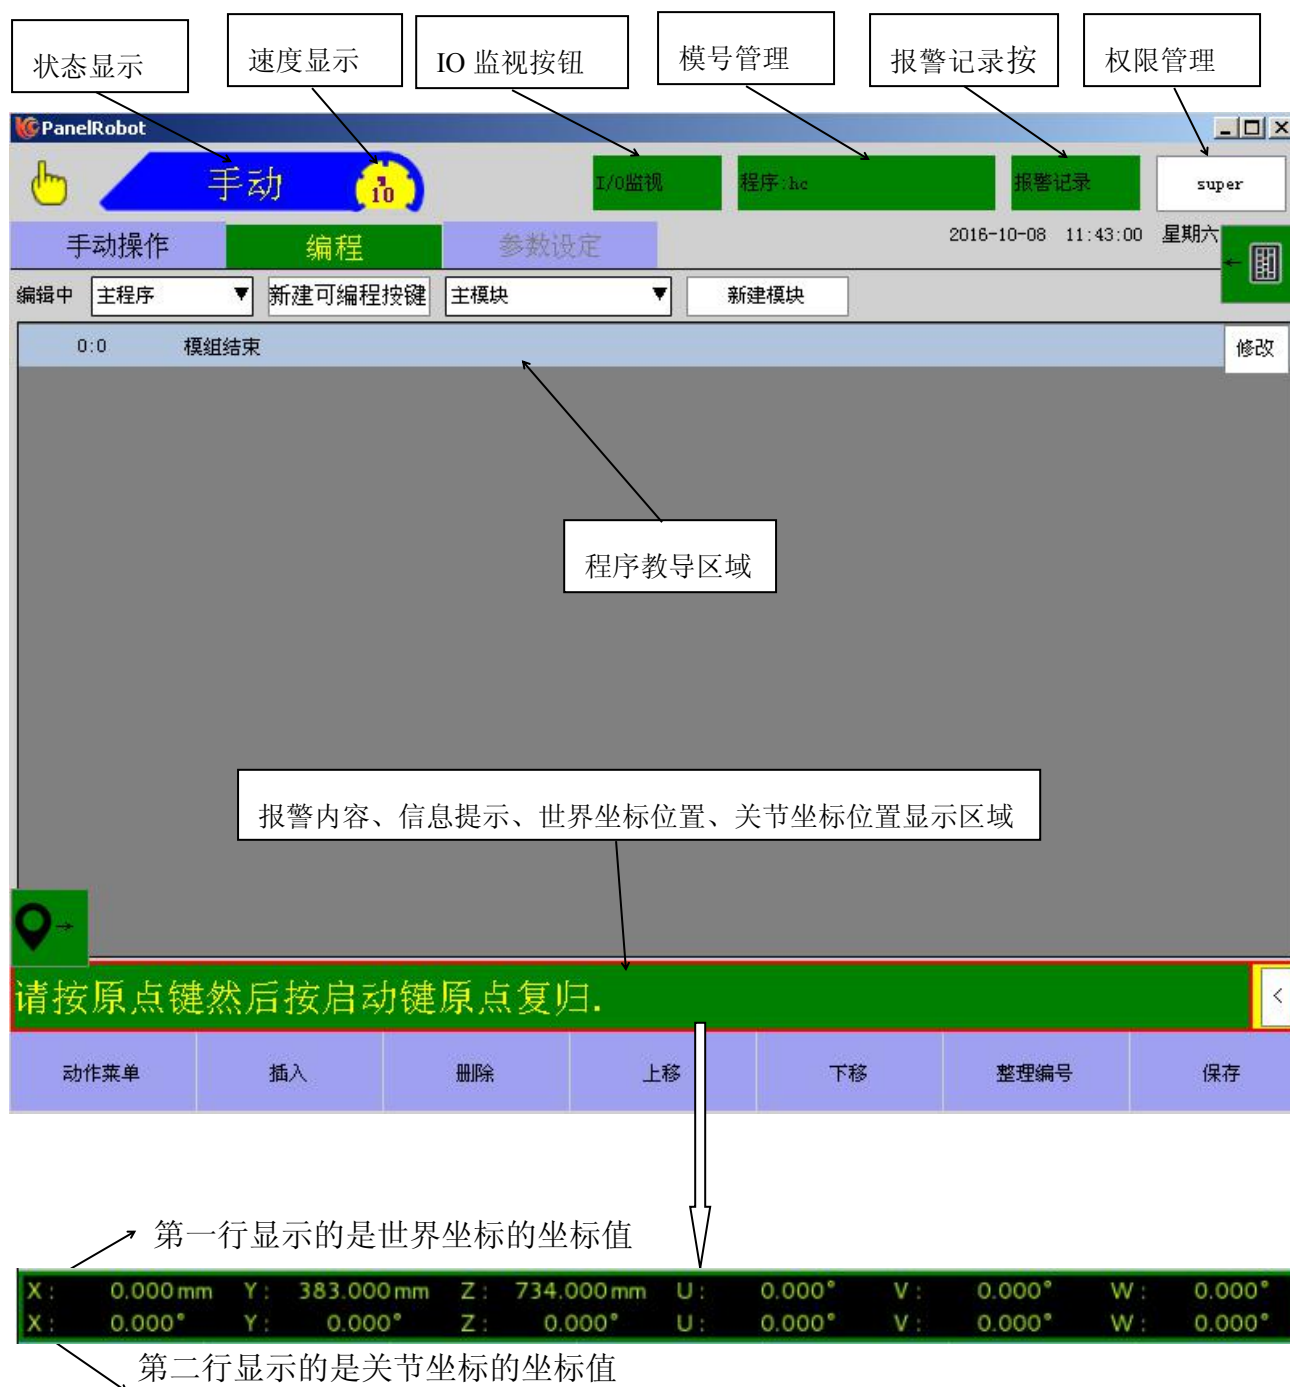 状态显示
速度显示
IO 监视按钮
模号管理
报警记录按
权限管理
PanelRobot
手动
10
I/O监视
程序:hc
报警记录
super
手动操作
编程
参数设定
2016-10-08 11:43:00 星期六
编辑中
主程序
新建可编程按键
主模块
新建模块
0:0 模组结束
修改
程序教导区域
报警内容、信息提示、世界坐标位置、关节坐标位置显示区域
请按原点键然后按启动键原点复归.
<
动作菜单
插入
删除
上移
下移
整理编号
保存
第一行显示的是世界坐标的坐标值
X: 0.000mm Y: 383.000mm Z: 734.000mm U: 0.000° V: 0.000° W: 0.000°
X: 0.000° Y: 0.000° Z: 0.000° U: 0.000° V: 0.000° W: 0.000°
第二行显示的是关节坐标的坐标值